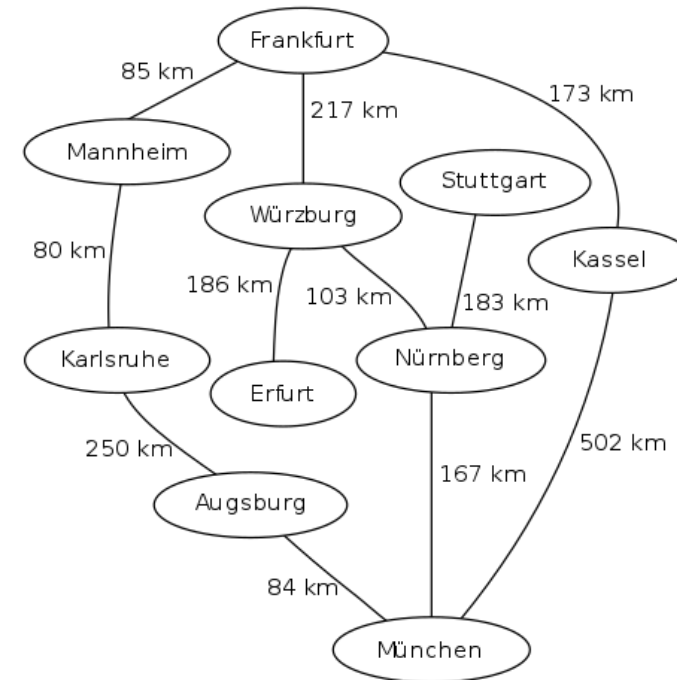 Frankfurt
85 km
217 km
173 km
Mannheim
Stuttgart
Würzburg
Kassel
80 km
186 km
103 km
183 km
Karlsruhe
Nürnberg
Erfurt
250 km
502 km
167 km
Augsburg
84 km
München